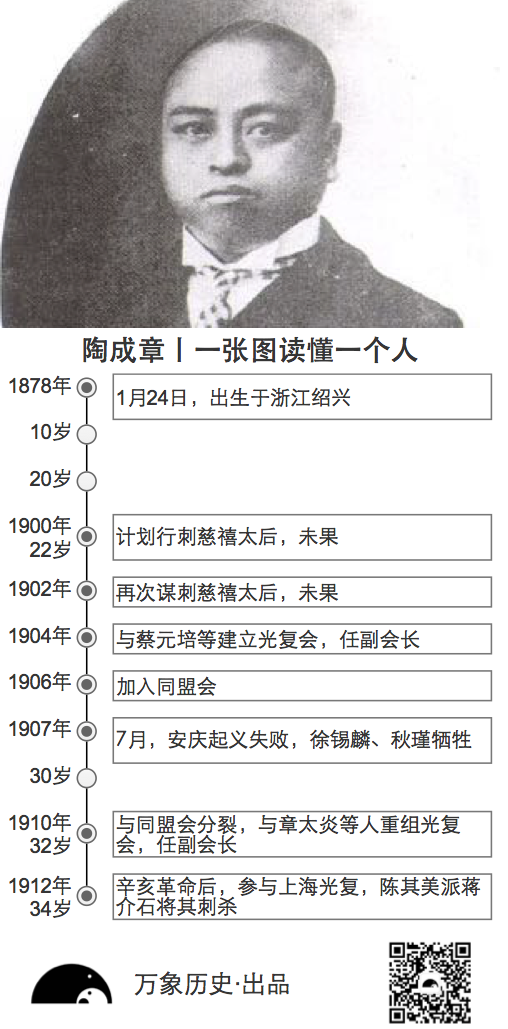 陶成章丨一张图读懂一个人
1878年
1月24日，出生于浙江绍兴
10岁
20岁
1900年
22岁
计划行刺慈禧太后，未果
1902年
再次谋刺慈禧太后，未果
1904年
与蔡元培等建立光复会，任副会长
1906年
加入同盟会
1907年
7月，安庆起义失败，徐锡麟、秋瑾牺牲
30岁
1910年
32岁
与同盟会分裂，与章太炎等人重组光复
会，任副会长
1912年
34岁
辛亥革命后，参与上海光复，陈其美派蒋
介石将其刺杀
万象历史·出品